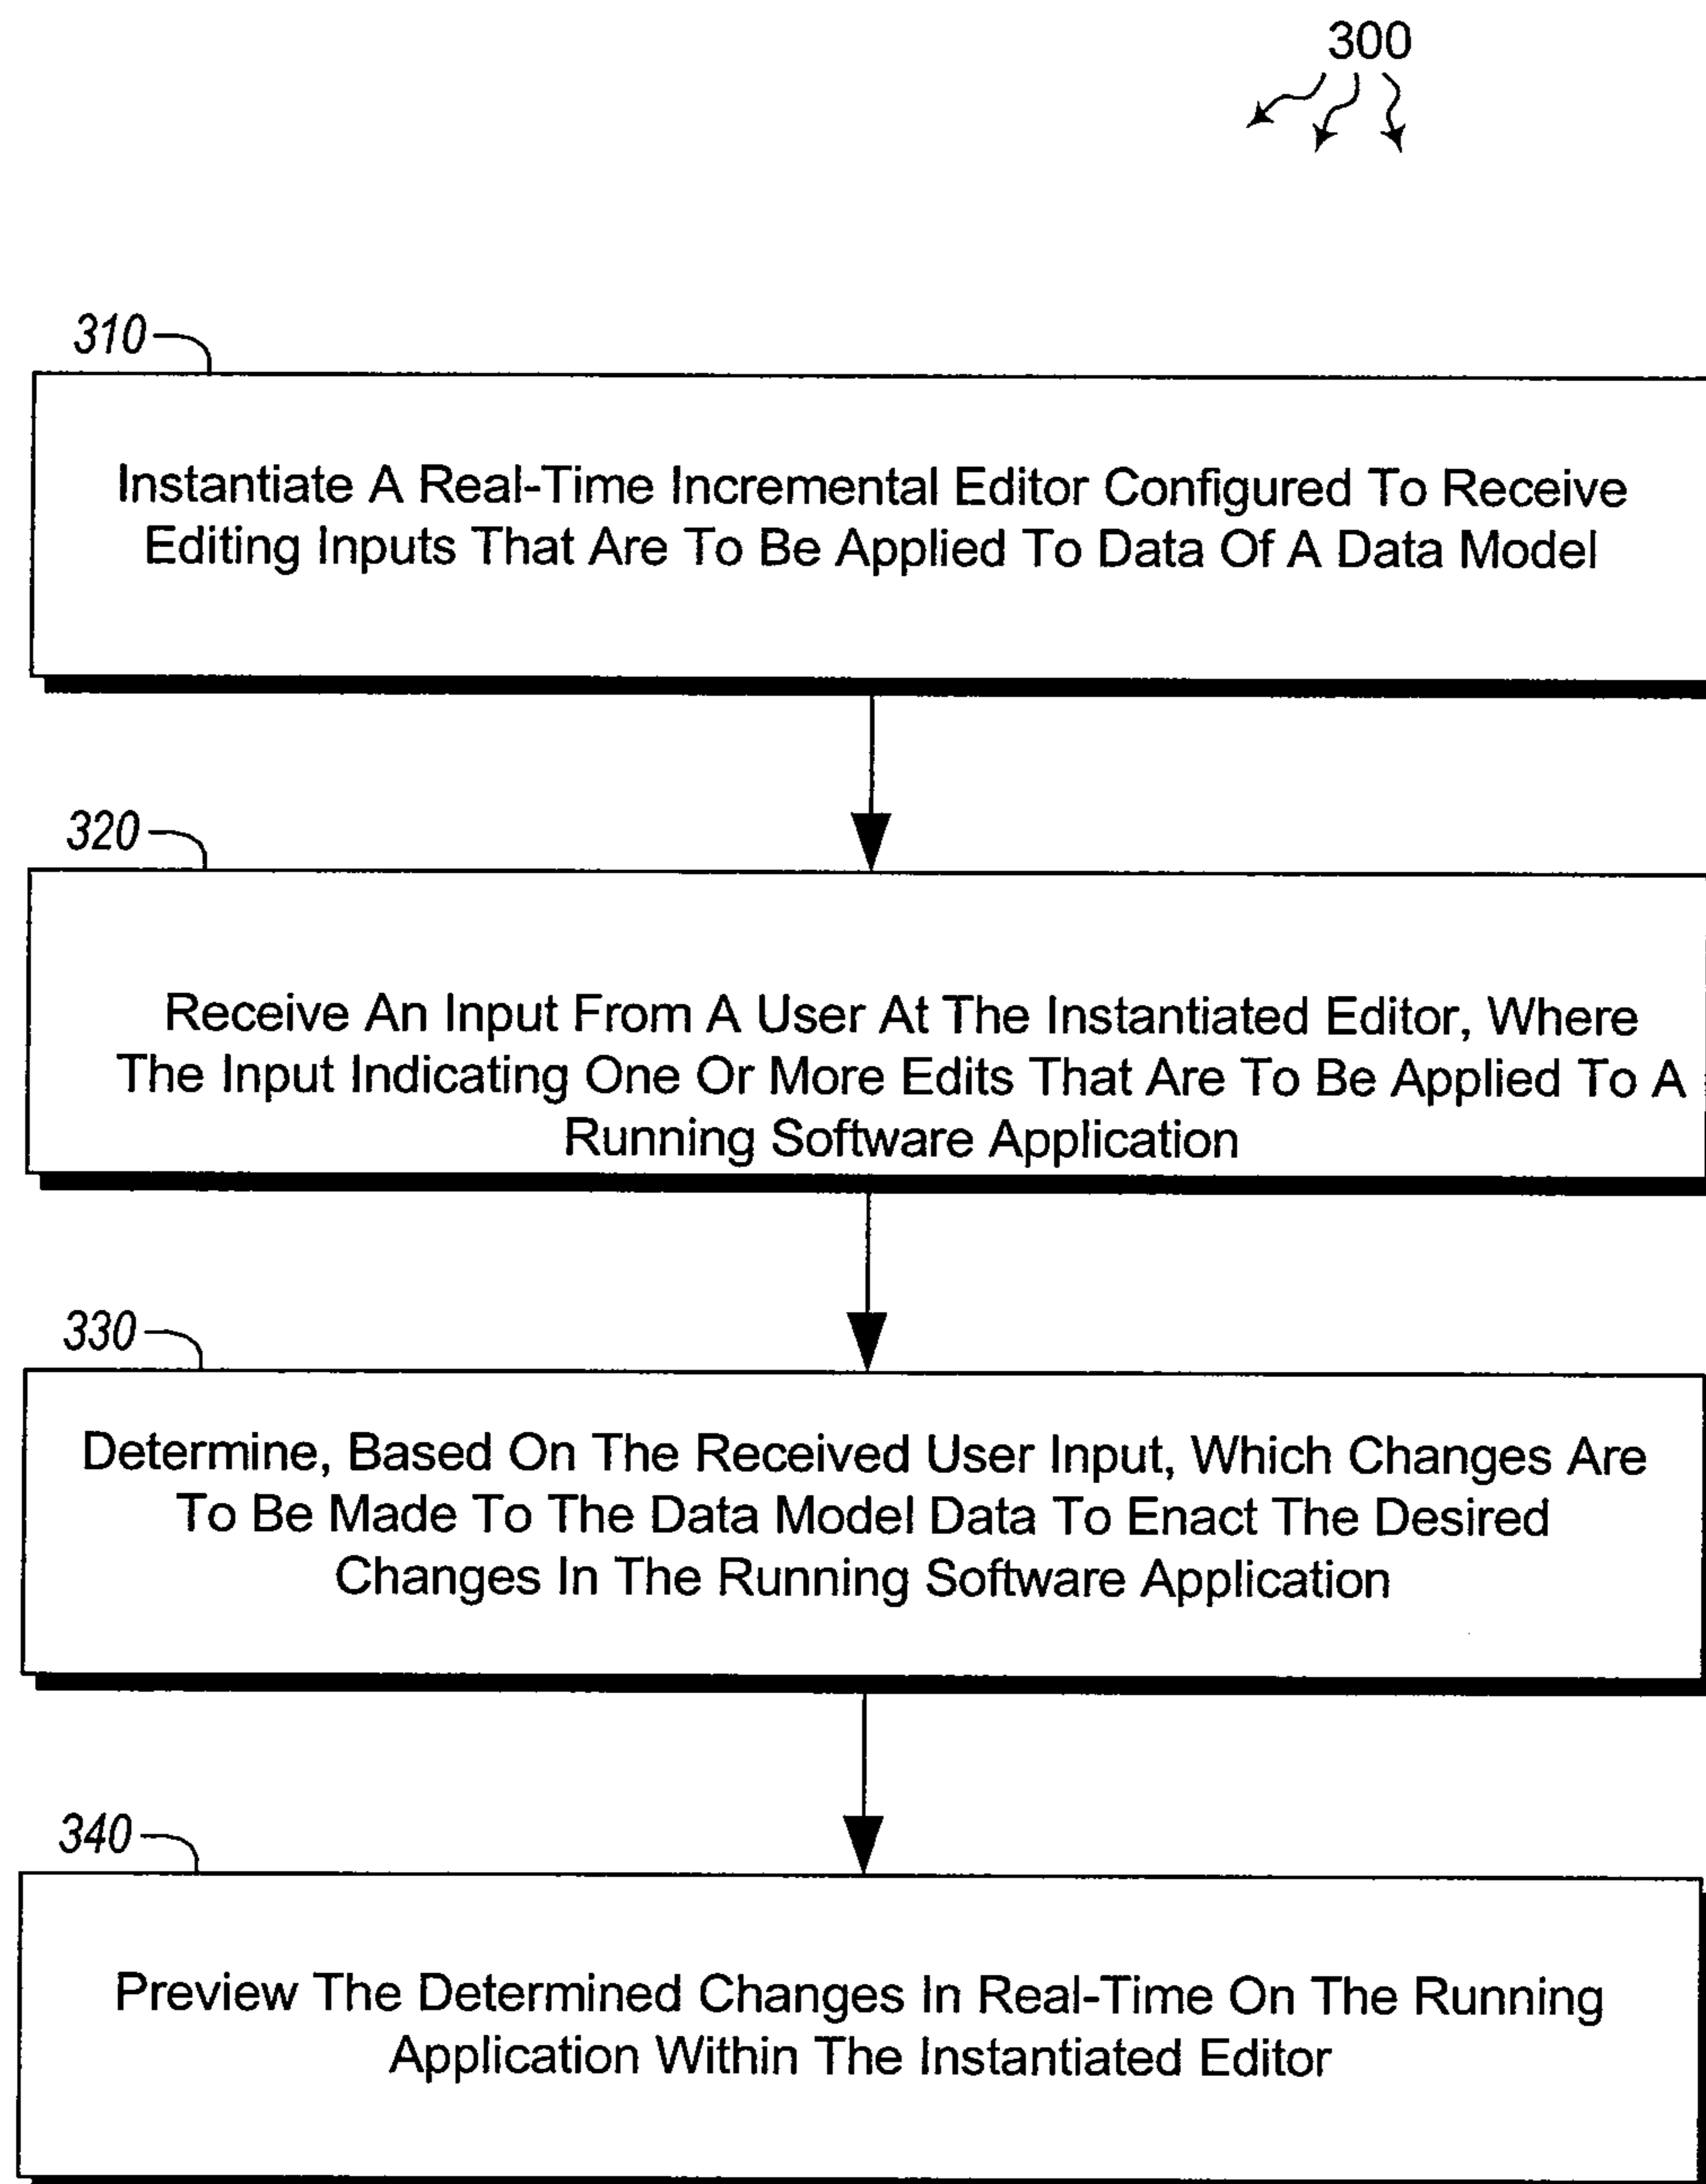 300
310
Instantiate A Real-Time Incremental Editor Configured To Receive
Editing Inputs That Are To Be Applied To Data Of A Data Model
320
Receive An Input From A User At The Instantiated Editor, Where
The Input Indicating One Or More Edits That Are To Be Applied To A
Running Software Application
330
Determine, Based On The Received User Input, Which Changes Are
To Be Made To The Data Model Data To Enact The Desired
Changes In The Running Software Application
340
Preview The Determined Changes In Real-Time On The Running
Application Within The Instantiated Editor